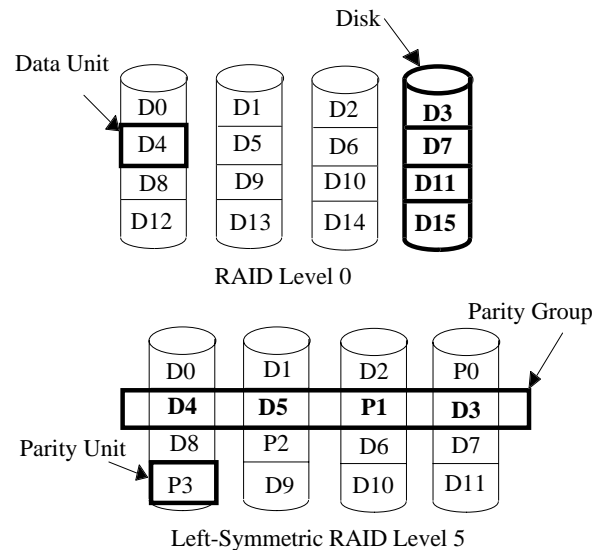 Disk
Data Unit
D0 D1 D2 D3
D4 D5 D6 D7
D8 D9 D10 D11
D12 D13 D14 D15
RAID Level 0
Parity Group
D0 D1 D2 P0
D4 D5 P1 D3
D8 P2 D6 D7
Parity Unit
P3 D9 D10 D11
Left-Symmetric RAID Level 5